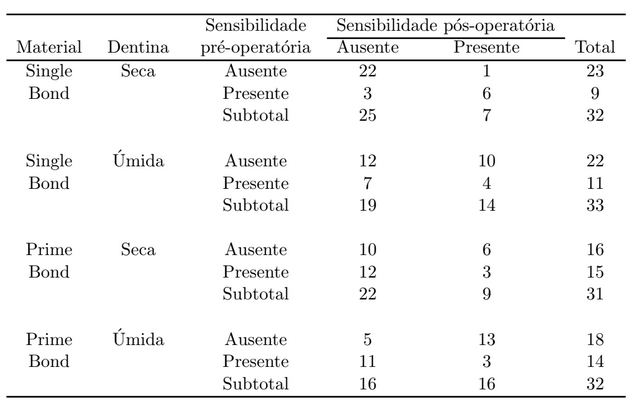 Sensibilidade Sensibilidade pós-operatória
Material Dentina pré-operatória Ausente Presente Total
Single Seca Ausente 22 1 23
Bond Presente 3 6 9
Subtotal 25 7 32
Single Úmida Ausente 12 10 22
Bond Presente 7 4 11
Subtotal 19 14 33
Prime Seca Ausente 10 6 16
Bond Presente 12 3 15
Subtotal 22 9 31
Prime Úmida Ausente 5 13 18
Bond Presente 11 3 14
Subtotal 16 16 32